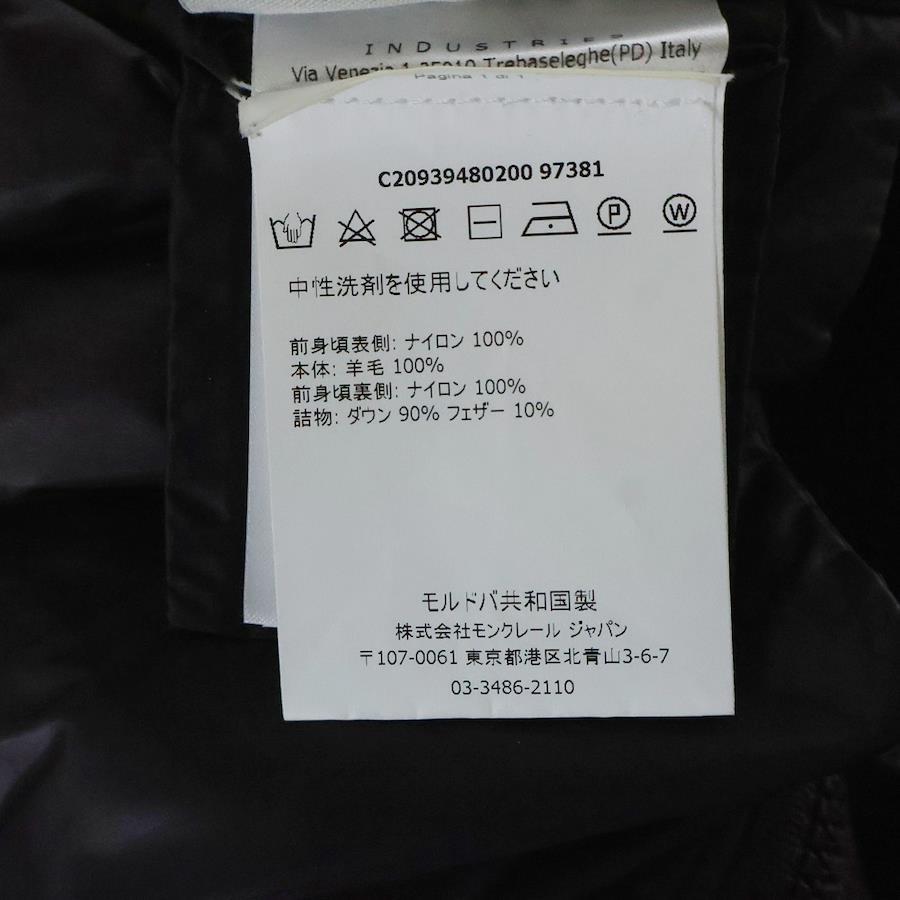 INDUSTRIES
Via Venezia 1 35010 Trebaseleghe(PD) Italy
Pagina 1 di 1
C20939480200 97381
P W
中性洗剤を使用してください
前身頃表側: ナイロン 100%
本体: 羊毛 100%
前身頃裏側: ナイロン 100%
詰物: ダウン 90% フェザー 10%
モルドバ共和国製
株式会社モンクレール ジャパン
〒107-0061 東京都港区北青山3-6-7
03-3486-2110